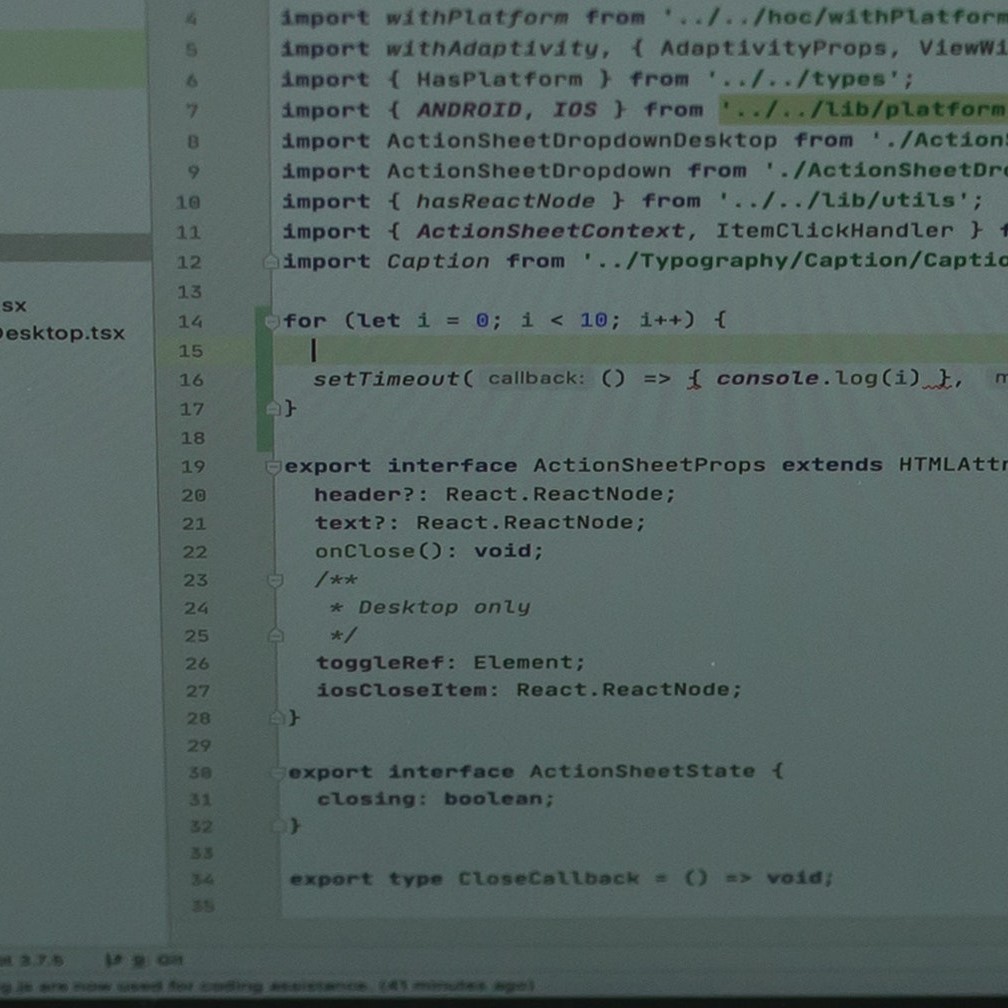 4 import withPlatform from '../../hoc/withPlatform
5 import withAdaptivity, { AdaptivityProps, ViewWi
6 import { HasPlatform } from '../../types';
7 import { ANDROID, IOS } from '../../lib/platform
8 import ActionSheetDropdownDesktop from './Action
9 import ActionSheetDropdown from './ActionSheetDro
10 import { hasReactNode } from '../../lib/utils';
11 import { ActionSheetContext, ItemClickHandler } f
12 import Caption from '../Typography/Caption/Captio
13
sx
14 for (let i = 0; i < 10; i++) {
Desktop.tsx
15
16 setTimeout( callback: () => { console.log(i) }, m
17 }
18
19 export interface ActionSheetProps extends HTMLAttr
20 header?: React.ReactNode;
21 text?: React.ReactNode;
22 onClose(): void;
23 /**
24 * Desktop only
25 */
26 toggleRef: Element;
27 iosCloseItem: React.ReactNode;
28 }
29
30 export interface ActionSheetState {
31 closing: boolean;
32 }
33
34 export type CloseCallback = () => void;
35
3.7.5 9: Git
g.js are now used for coding assistance. (41 minutes ago)